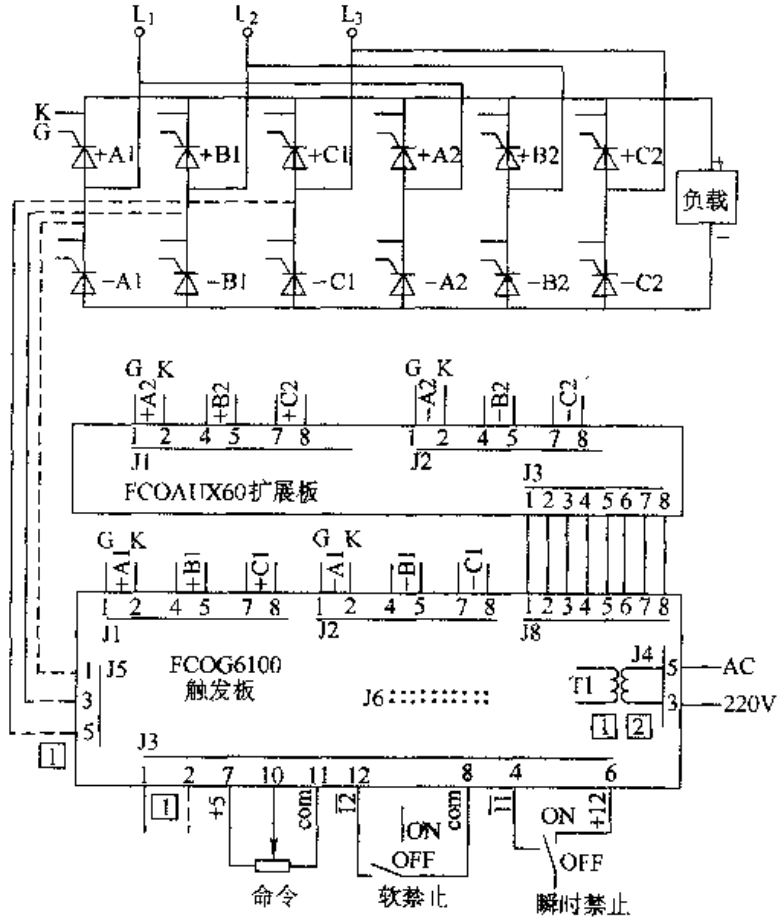 L1 L2 L3
K
G
+A1 +B1 +C1 +A2 +B2 +C2
+
负载
−
−A1 −B1 −C1 −A2 −B2 −C2
G K G K
+A2 +B2 +C2 −A2 −B2 −C2
1 2 4 5 7 8 1 2 4 5 7 8
J1 J2 J3
FCOAUX60扩展板
1 2 3 4 5 6 7 8
G K G K
+A1 +B1 +C1 −A1 −B1 −C1
1 2 4 5 7 8 1 2 4 5 7 8 1 2 3 4 5 6 7 8
J1 J2 J8
1 J5 FCOG6100 J4 5 AC
触发板 T1
3 J6 3 220V
5 1 2
1
J3
1 2 7 10 11 12 8 4 6
1 +5 com 12 com 11 +12
ON ON
OFF OFF
命令 软禁止 瞬时禁止